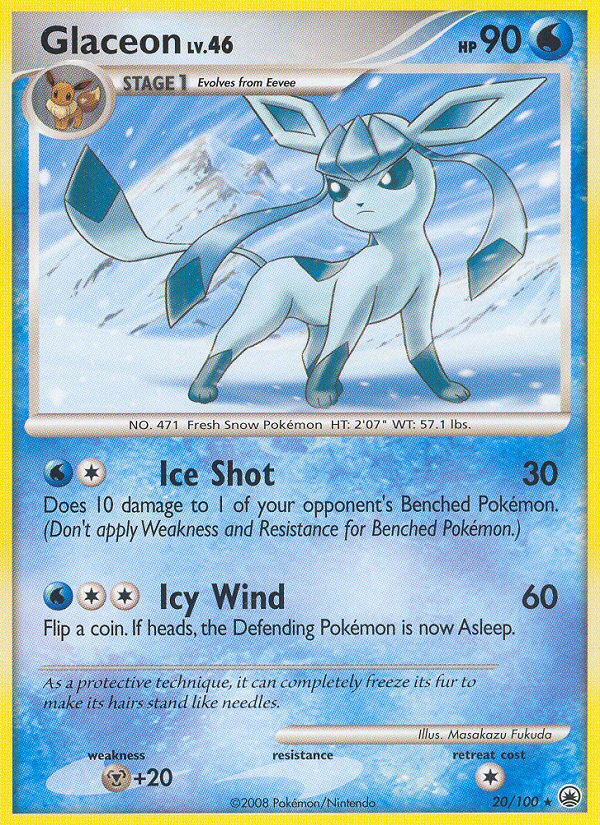 Glaceon LV.46 HP 90
STAGE 1 Evolves from Eevee
NO. 471 Fresh Snow Pokémon HT: 2'07" WT: 57.1 lbs.
Ice Shot 30
Does 10 damage to 1 of your opponent's Benched Pokémon.
(Don't apply Weakness and Resistance for Benched Pokémon.)
Icy Wind 60
Flip a coin. If heads, the Defending Pokémon is now Asleep.
As a protective technique, it can completely freeze its fur to
make its hairs stand like needles.
Illus. Masakazu Fukuda
weakness resistance retreat cost
+20
©2008 Pokémon/Nintendo 20/100 ★